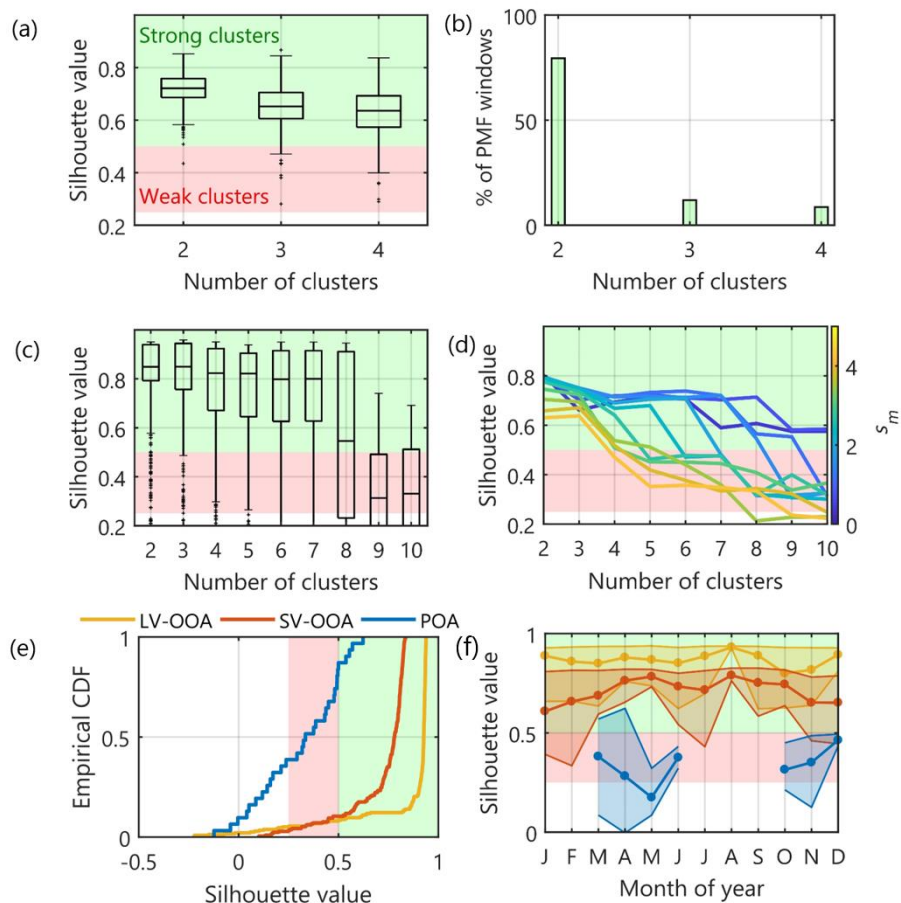 (a)
Strong clusters
Weak clusters
Silhouette value
0.8
0.6
0.4
0.2
2 3 4
Number of clusters
(b)
% of PMF windows
100
50
0
2 3 4
Number of clusters
(c)
Silhouette value
0.8
0.6
0.4
0.2
2 3 4 5 6 7 8 9 10
Number of clusters
(d)
Silhouette value
0.8
0.6
0.4
0.2
2 3 4 5 6 7 8 9 10
Number of clusters
4
2
0
s_m
LV-OOA SV-OOA POA
(e)
Empirical CDF
1
0.5
0
-0.5 0 0.5 1
Silhouette value
(f)
Silhouette value
1
0.5
0
J F M A M J J A S O N D
Month of year